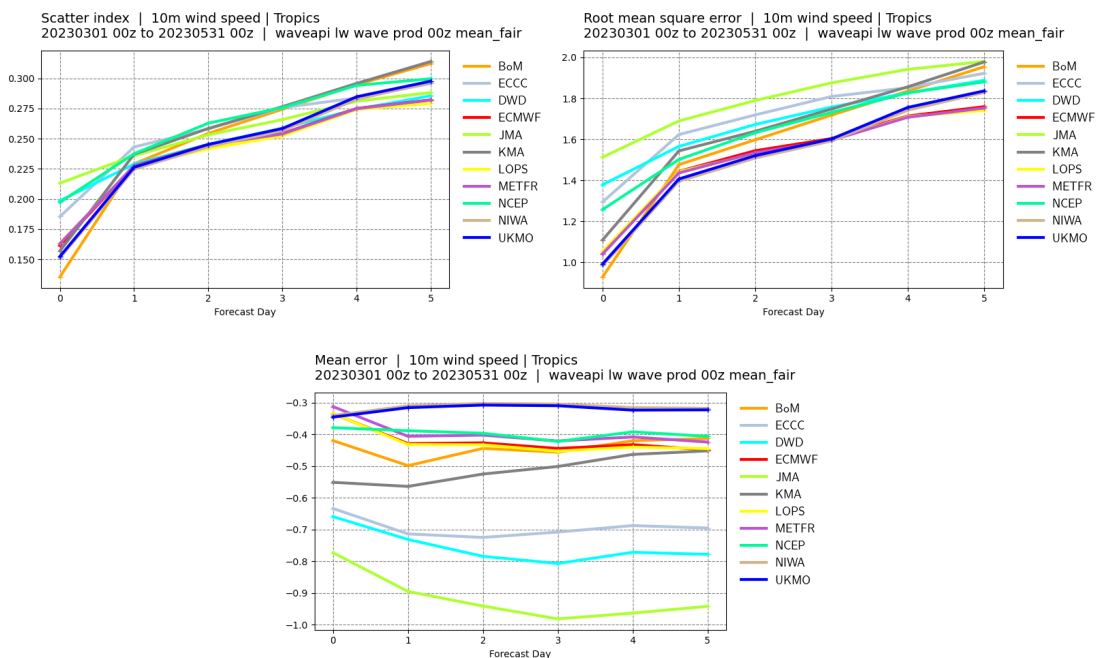 Scatter index | 10m wind speed | Tropics
20230301 00z to 20230531 00z | waveapi lw wave prod 00z mean_fair
0.300
0.275
0.250
0.225
0.200
0.175
0.150
0 1 2 3 4 5
Forecast Day
BoM
ECCC
DWD
ECMWF
JMA
KMA
LOPS
METFR
NCEP
NIWA
UKMO
Root mean square error | 10m wind speed | Tropics
20230301 00z to 20230531 00z | waveapi lw wave prod 00z mean_fair
2.0
1.8
1.6
1.4
1.2
1.0
0 1 2 3 4 5
Forecast Day
BoM
ECCC
DWD
ECMWF
JMA
KMA
LOPS
METFR
NCEP
NIWA
UKMO
Mean error | 10m wind speed | Tropics
20230301 00z to 20230531 00z | waveapi lw wave prod 00z mean_fair
−0.3
−0.4
−0.5
−0.6
−0.7
−0.8
−0.9
−1.0
0 1 2 3 4 5
Forecast Day
BoM
ECCC
DWD
ECMWF
JMA
KMA
LOPS
METFR
NCEP
NIWA
UKMO